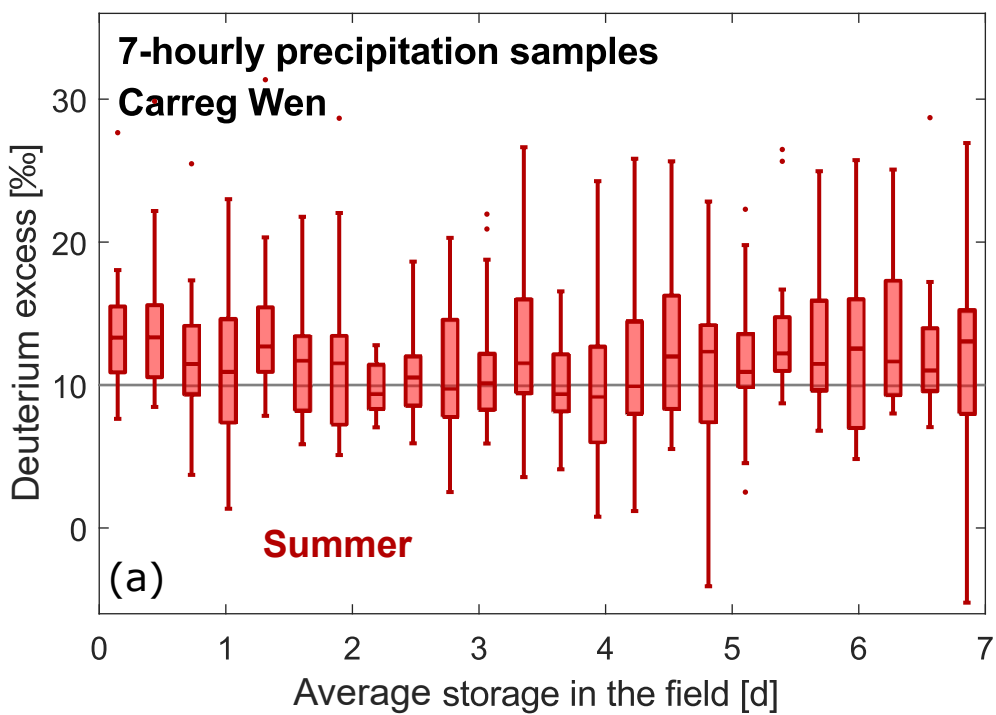 7-hourly precipitation samples
Carreg Wen
30
20
10
0
Deuterium excess [‰]
Summer
(a)
0 1 2 3 4 5 6 7
Average storage in the field [d]